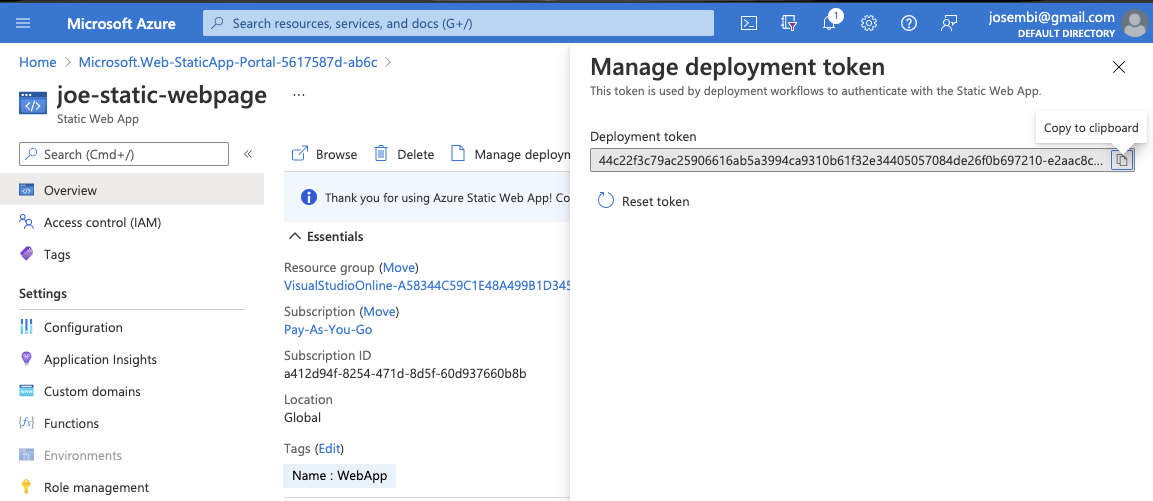 Microsoft Azure
Search resources, services, and docs (G+/)
1
josembi@gmail.com
DEFAULT DIRECTORY
Home > Microsoft.Web-StaticApp-Portal-5617587d-ab6c >
joe-static-webpage ...
Static Web App
Search (Cmd+/)
«
Overview
Access control (IAM)
Tags
Settings
Configuration
Application Insights
Custom domains
Functions
Environments
Role management
Browse Delete Manage deploym
Thank you for using Azure Static Web App! Co
Essentials
Resource group (Move)
VisualStudioOnline-A58344C59C1E48A499B1D345
Subscription (Move)
Pay-As-You-Go
Subscription ID
a412d94f-8254-471d-8d5f-60d937660b8b
Location
Global
Tags (Edit)
Name : WebApp
Manage deployment token
This token is used by deployment workflows to authenticate with the Static Web App.
Copy to clipboard
Deployment token
44c22f3c79ac25906616ab5a3994ca9310b61f32e34405057084de26f0b697210-e2aac8c...
Reset token